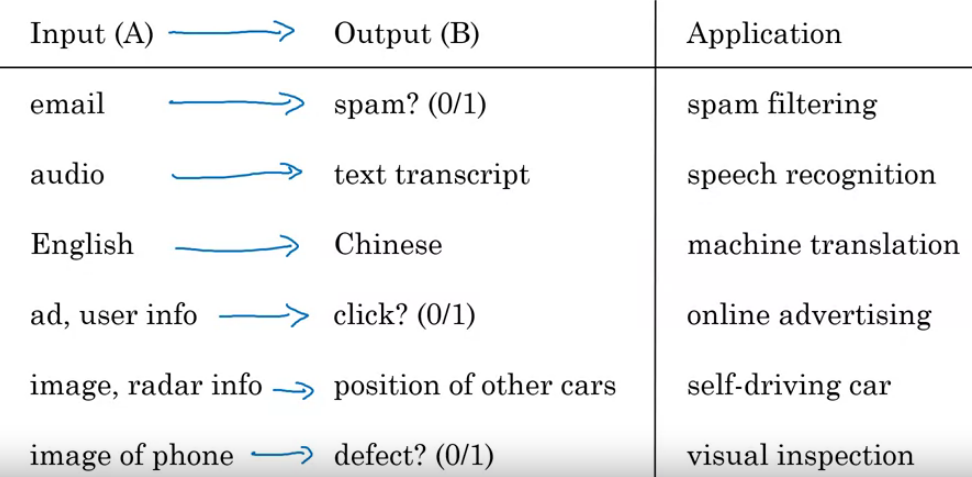 Input (A) Output (B) Application
email spam? (0/1) spam filtering
audio text transcript speech recognition
English Chinese machine translation
ad, user info click? (0/1) online advertising
image, radar info position of other cars self-driving car
image of phone defect? (0/1) visual inspection